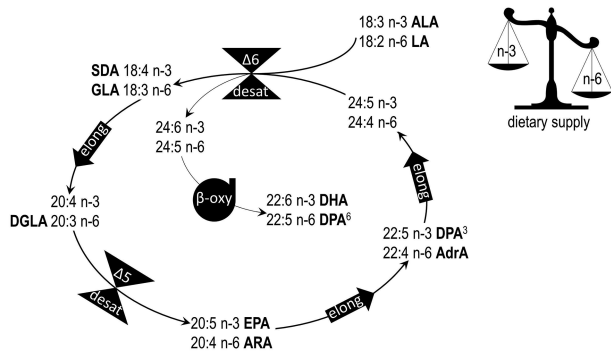 18:3 n-3 ALA
18:2 n-6 LA
Δ6
desat
SDA 18:4 n-3
GLA 18:3 n-6
elong
20:4 n-3
DGLA 20:3 n-6
Δ5
desat
20:5 n-3 EPA
20:4 n-6 ARA
elong
22:5 n-3 DPA³
22:4 n-6 AdrA
elong
24:5 n-3
24:4 n-6
24:6 n-3
24:5 n-6
β-oxy
22:6 n-3 DHA
22:5 n-6 DPA⁶
n-3
n-6
dietary supply